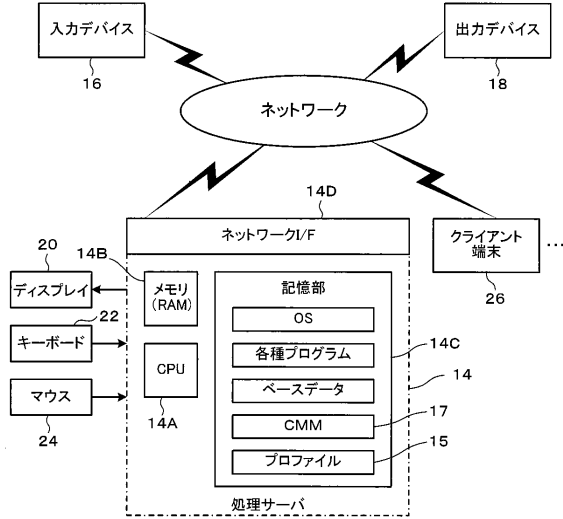 入力デバイス
16
出力デバイス
18
ネットワーク
14D
ネットワークI/F
クライアント
端末
26
…
20
ディスプレイ
14B
メモリ
(RAM)
22
キーボード
CPU
14A
マウス
24
記憶部
OS
各種プログラム
ベースデータ
CMM
プロファイル
14C
14
17
15
処理サーバ